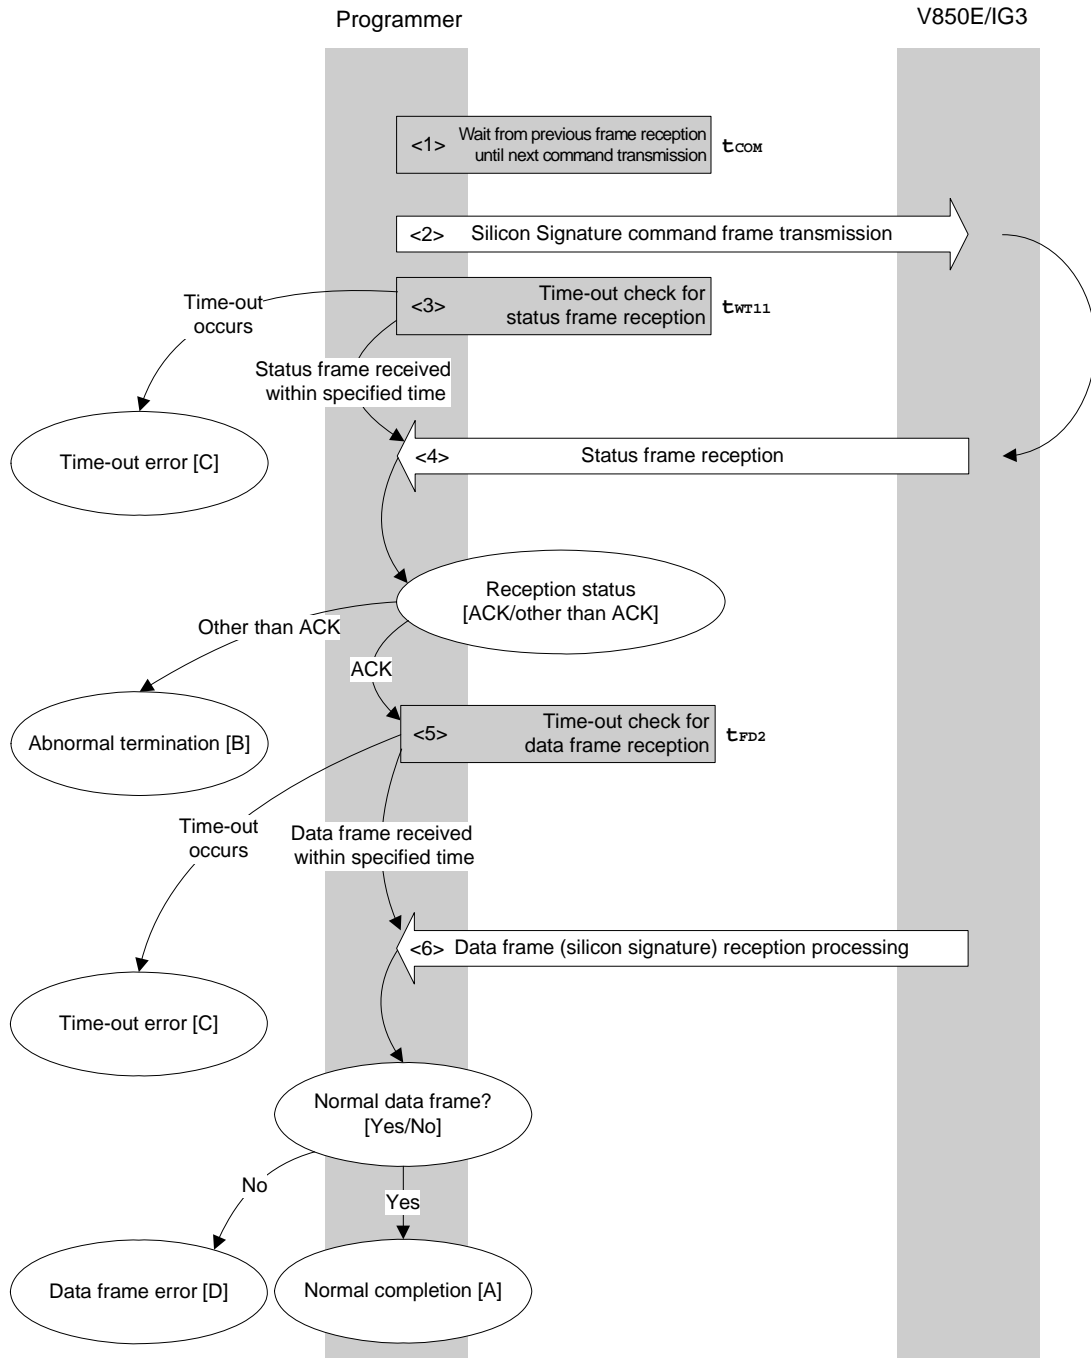 Programmer
V850E/IG3
<1> Wait from previous frame reception
until next command transmission
tCOM
<2> Silicon Signature command frame transmission
<3> Time-out check for
status frame reception
tWT11
Time-out
occurs
Status frame received
within specified time
Time-out error [C]
<4> Status frame reception
Reception status
[ACK/other than ACK]
Other than ACK
ACK
Abnormal termination [B]
<5> Time-out check for
data frame reception
tFD2
Time-out
occurs
Data frame received
within specified time
<6> Data frame (silicon signature) reception processing
Time-out error [C]
Normal data frame?
[Yes/No]
No
Yes
Data frame error [D]
Normal completion [A]